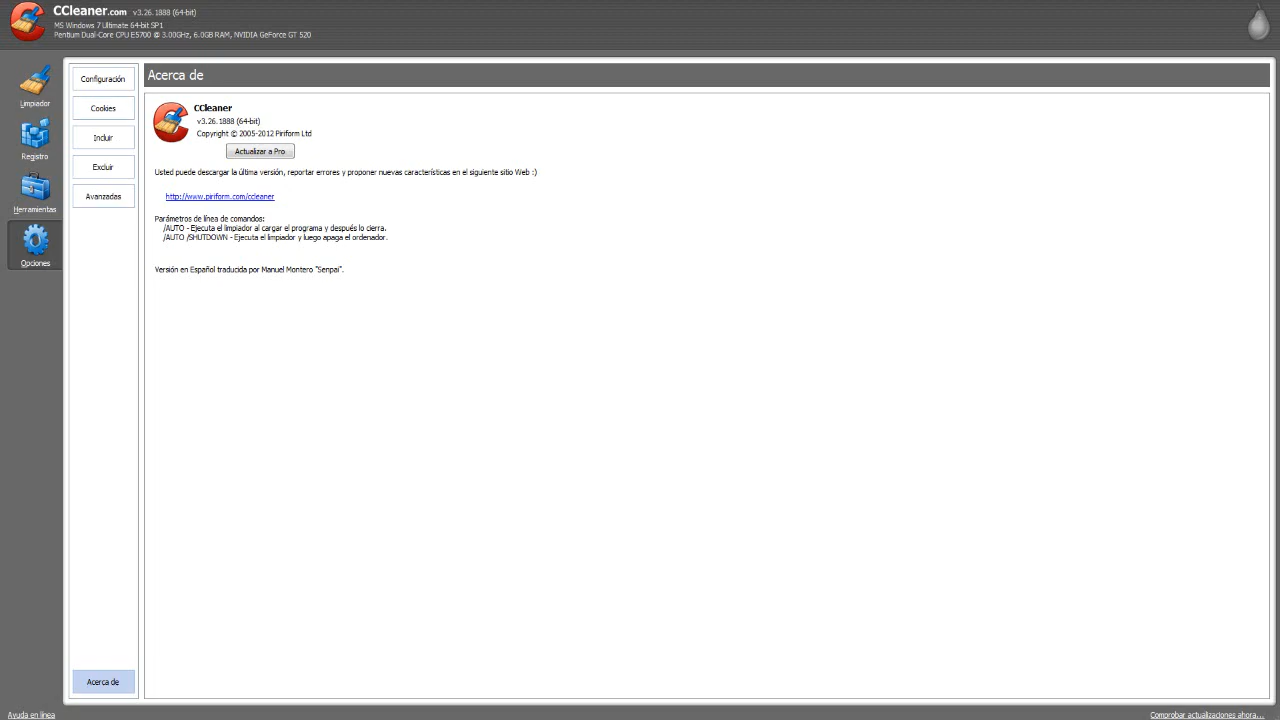 CCleaner.com v3.26.1888 (64-bit)
MS Windows 7 Ultimate 64-bit SP1
Pentium Dual-Core CPU E5700 @ 3.00GHz, 6.0GB RAM, NVIDIA GeForce GT 520
Limpiador
Registro
Herramientas
Opciones
Configuración
Cookies
Incluir
Excluir
Avanzadas
Acerca de
Acerca de
CCleaner
v3.26.1888 (64-bit)
Copyright © 2005-2012 Piriform Ltd
Actualizar a Pro
Usted puede descargar la última versión, reportar errores y proponer nuevas características en el siguiente sitio Web :)
http://www.piriform.com/ccleaner
Parámetros de línea de comandos:
/AUTO - Ejecuta el limpiador al cargar el programa y después lo cierra.
/AUTO /SHUTDOWN - Ejecuta el limpiador y luego apaga el ordenador.
Versión en Español traducida por Manuel Montero "Senpai".
Ayuda en línea
Comprobar actualizaciones ahora...